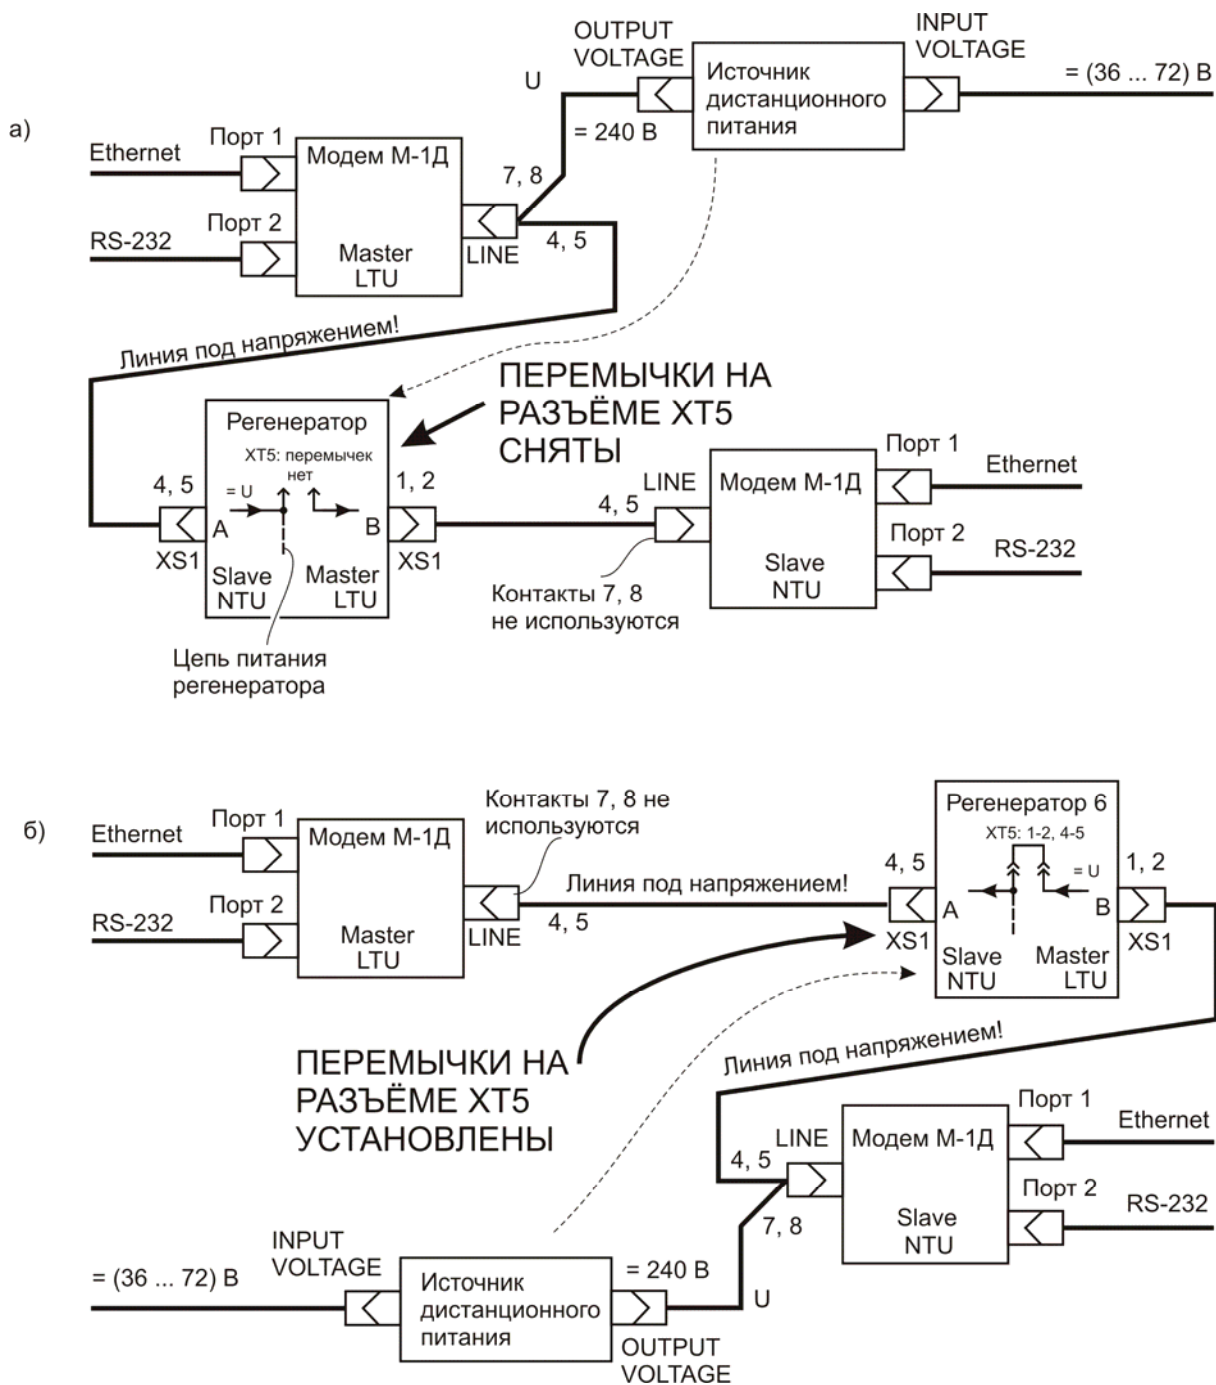 а)
OUTPUT
VOLTAGE
INPUT
VOLTAGE
U
Источник
дистанционного
питания
= (36 ... 72) В
= 240 В
Порт 1
Ethernet
Модем М-1Д
7, 8
Порт 2
RS-232
Master
LTU
LINE
4, 5
Линия под напряжением!
ПЕРЕМЫЧКИ НА
РАЗЪЁМЕ ХТ5
СНЯТЫ
Регенератор
ХТ5: перемычек
нет
4, 5
= U
1, 2
A
B
XS1
XS1
Slave
NTU
Master
LTU
LINE
4, 5
Модем М-1Д
Порт 1
Ethernet
Порт 2
RS-232
Slave
NTU
Контакты 7, 8
не используются
Цепь питания
регенератора
б)
Контакты 7, 8 не
используются
Порт 1
Ethernet
Модем М-1Д
Порт 2
RS-232
Master
LTU
LINE
4, 5
Линия под напряжением!
Регенератор 6
ХТ5: 1-2, 4-5
4, 5
= U
1, 2
A
B
XS1
XS1
Slave
NTU
Master
LTU
Линия под напряжением!
ПЕРЕМЫЧКИ НА
РАЗЪЁМЕ ХТ5
УСТАНОВЛЕНЫ
LINE
4, 5
7, 8
Модем М-1Д
Порт 1
Ethernet
Порт 2
RS-232
Slave
NTU
INPUT
VOLTAGE
= (36 ... 72) В
Источник
дистанционного
питания
= 240 В
U
OUTPUT
VOLTAGE